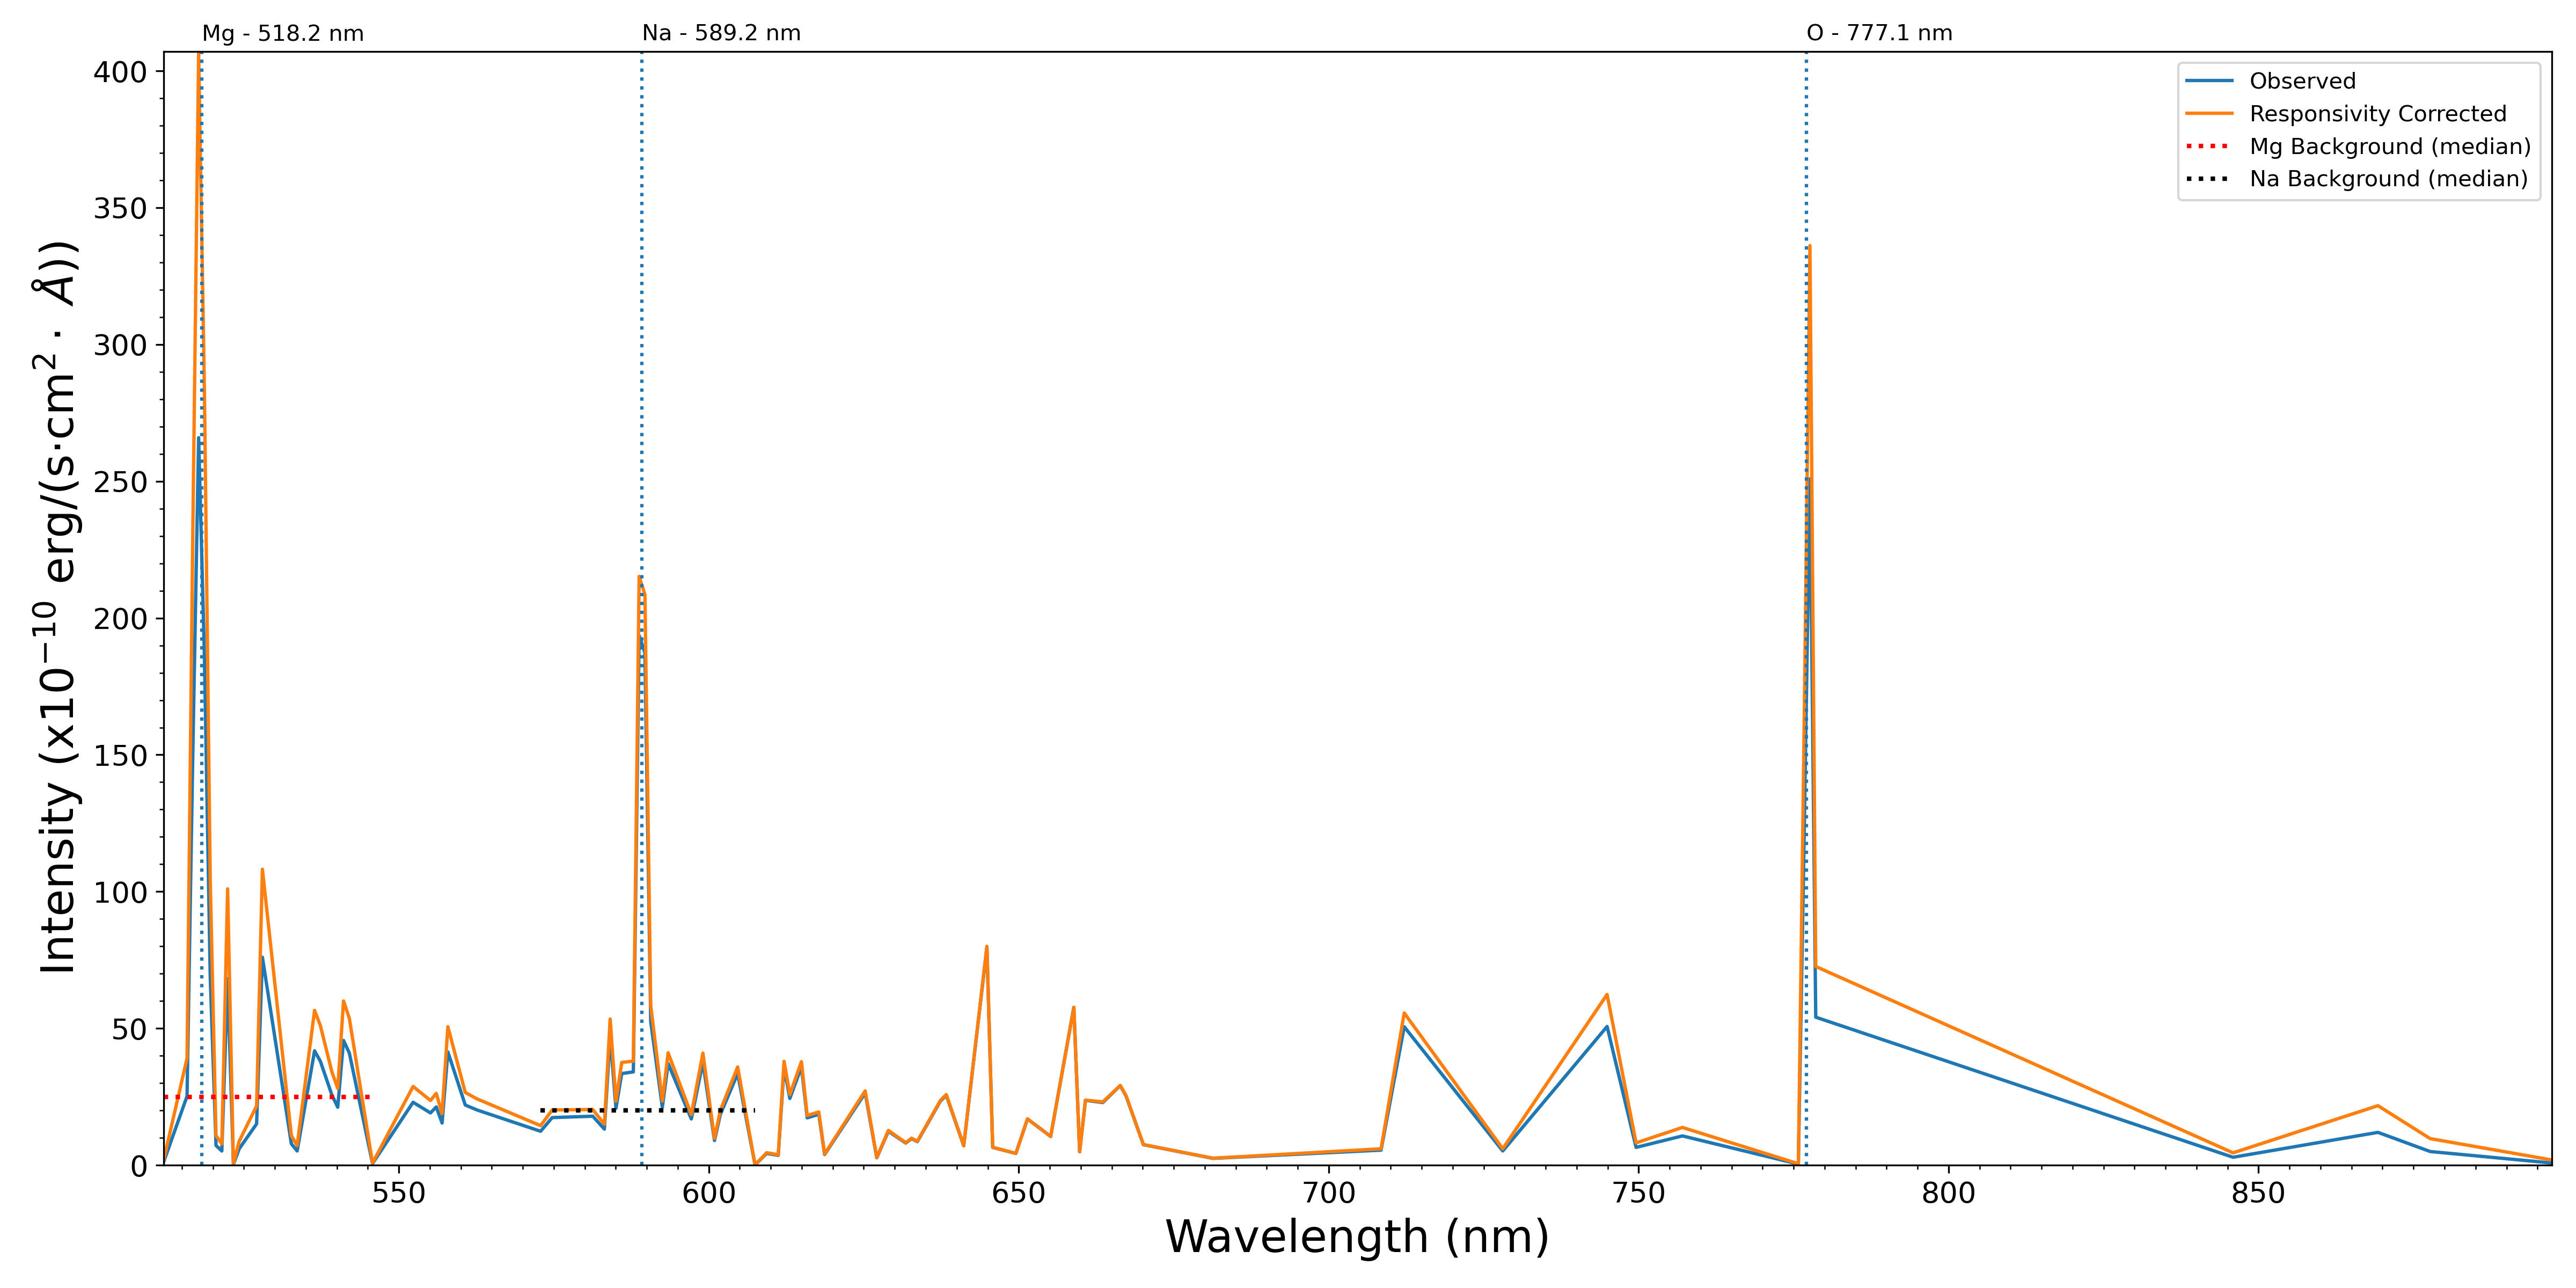 Mg - 518.2 nm
Na - 589.2 nm
O - 777.1 nm
Observed
Responsivity Corrected
Mg Background (median)
Na Background (median)
Intensity (x10⁻¹⁰ erg/(s·cm² · Å))
400
350
300
250
200
150
100
50
0
550
600
650
700
750
800
850
Wavelength (nm)